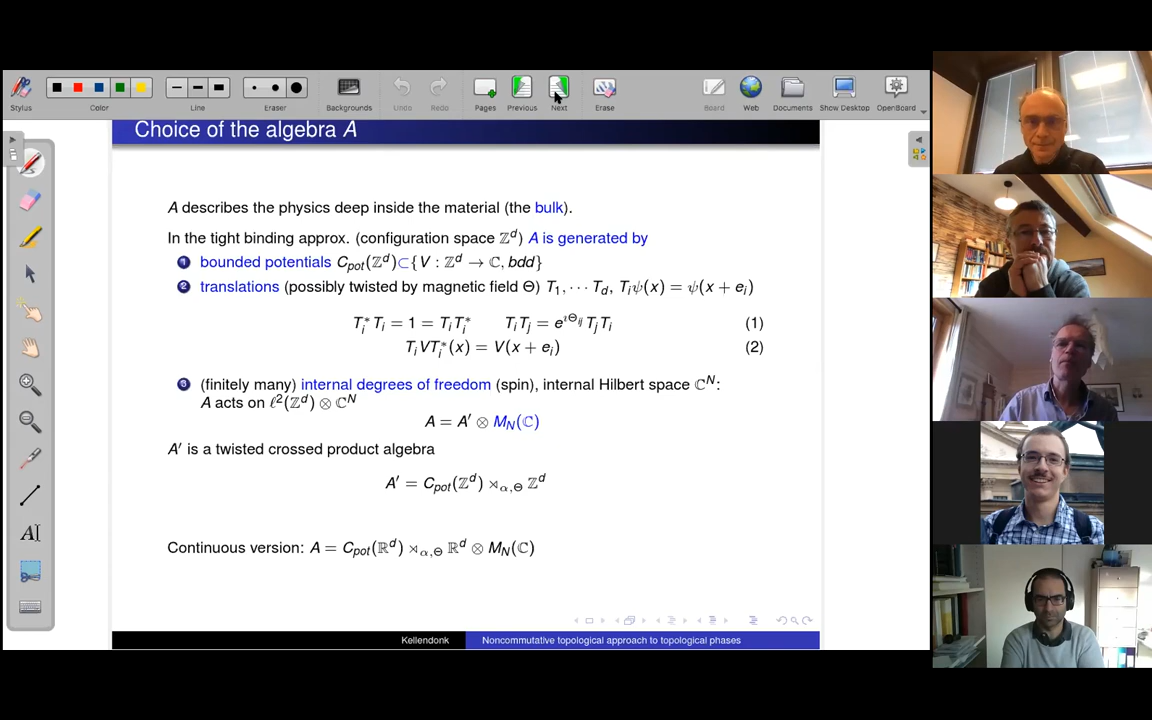 Stylus Color Line Eraser Backgrounds Undo Redo Pages Previous Next Erase Board Web Documents Show Desktop OpenBoard
Choice of the algebra A
A describes the physics deep inside the material (the bulk).
In the tight binding approx. (configuration space ℤ^d) A is generated by
1 bounded potentials C_pot(ℤ^d)⊂{V : ℤ^d → ℂ, bdd}
2 translations (possibly twisted by magnetic field Θ) T_1, ⋯ T_d, T_iψ(x) = ψ(x + e_i)
T_i^* T_i = 1 = T_i T_i^* T_i T_j = e^{iΘ_ij} T_j T_i (1)
T_i V T_i^*(x) = V(x + e_i) (2)
3 (finitely many) internal degrees of freedom (spin), internal Hilbert space ℂ^N:
A acts on ℓ^2(ℤ^d) ⊗ ℂ^N
A = A′ ⊗ M_N(ℂ)
A′ is a twisted crossed product algebra
A′ = C_pot(ℤ^d) ⋊_{α,Θ} ℤ^d
Continuous version: A = C_pot(ℝ^d) ⋊_{α,Θ} ℝ^d ⊗ M_N(ℂ)
Kellendonk Noncommutative topological approach to topological phases